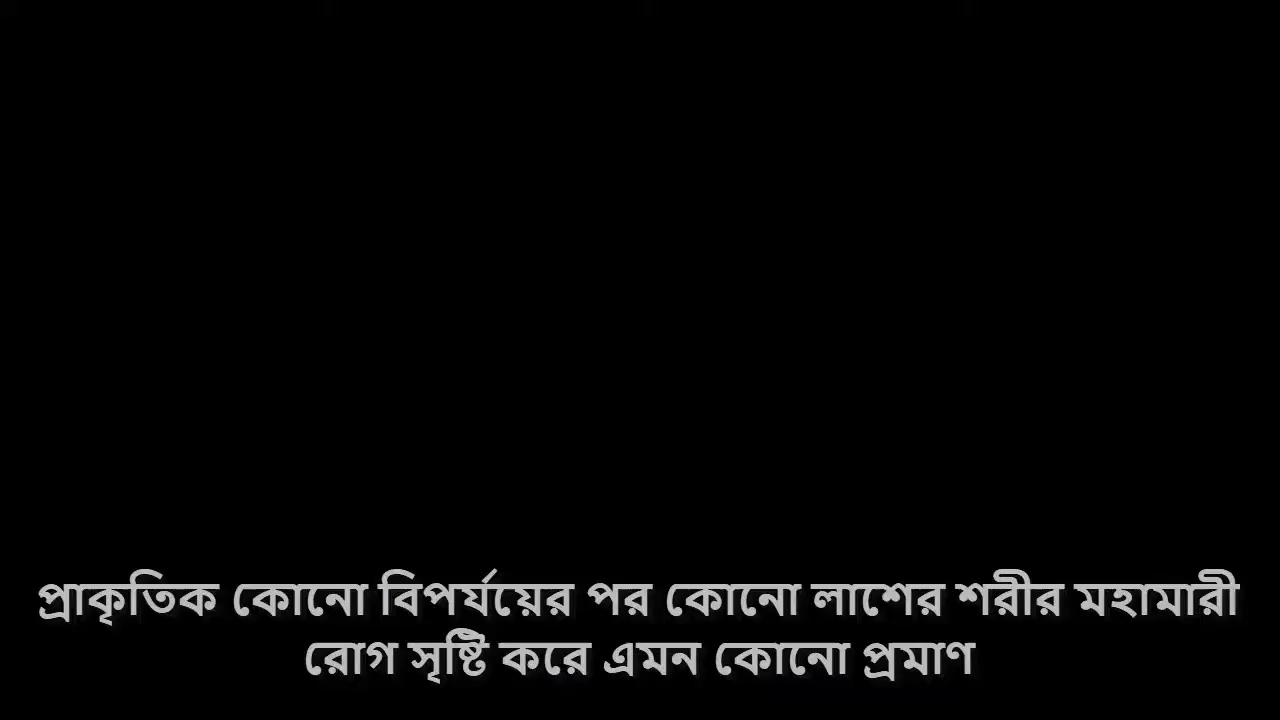 প্রাকৃতিক কোনো বিপর্যয়ের পর কোনো লাশের শরীর মহামারী
রোগ সৃষ্টি করে এমন কোনো প্রমাণ